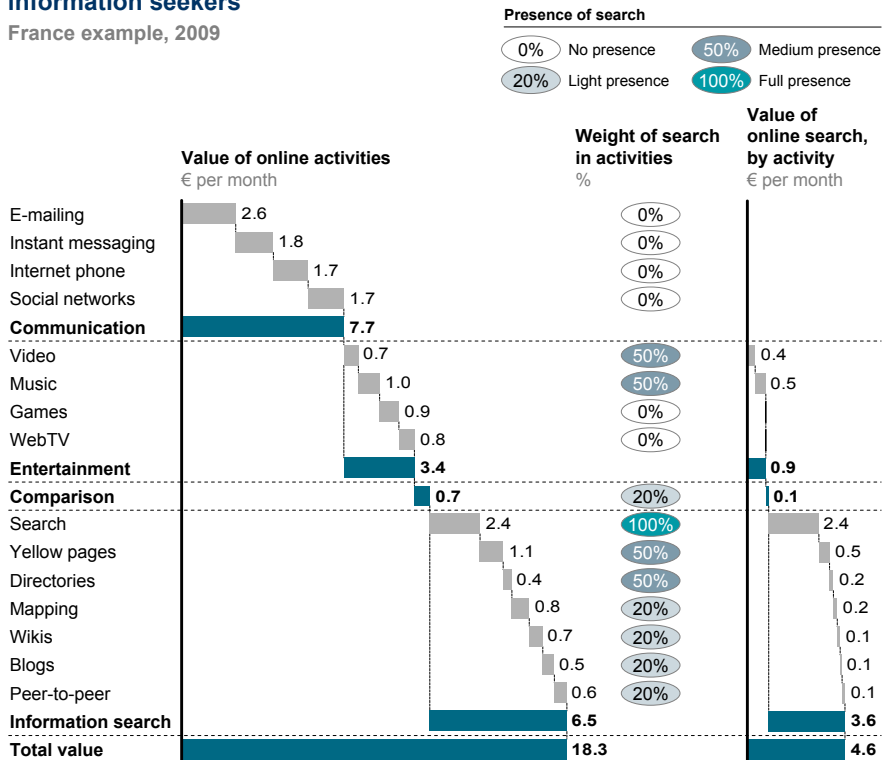 information seekers
France example, 2009
Presence of search
0% No presence 50% Medium presence
20% Light presence 100% Full presence
Value of online activities
€ per month
Weight of search
in activities
%
Value of
online search,
by activity
€ per month
E-mailing 2.6 0%
Instant messaging 1.8 0%
Internet phone 1.7 0%
Social networks 1.7 0%
Communication 7.7
Video 0.7 50% 0.4
Music 1.0 50% 0.5
Games 0.9 0%
WebTV 0.8 0%
Entertainment 3.4 0.9
Comparison 0.7 20% 0.1
Search 2.4 100% 2.4
Yellow pages 1.1 50% 0.5
Directories 0.4 50% 0.2
Mapping 0.8 20% 0.2
Wikis 0.7 20% 0.1
Blogs 0.5 20% 0.1
Peer-to-peer 0.6 20% 0.1
Information search 6.5 3.6
Total value 18.3 4.6